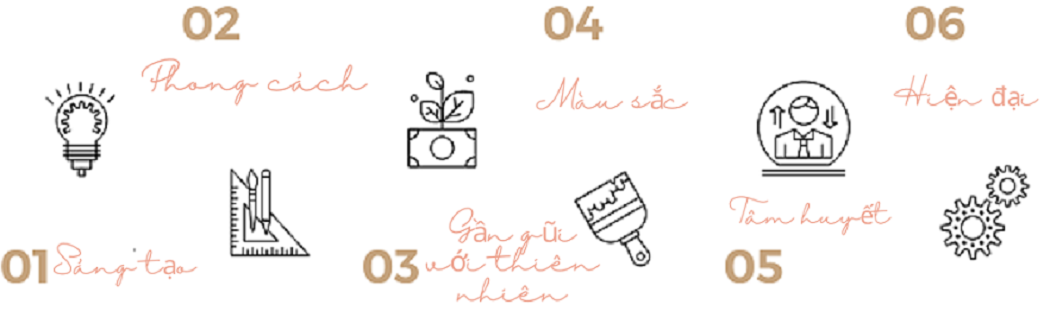 01
Sáng tạo
02
Phong cách
03
Gần gũi
với thiên
nhiên
04
Màu sắc
05
Tâm huyết
06
Hiện đại